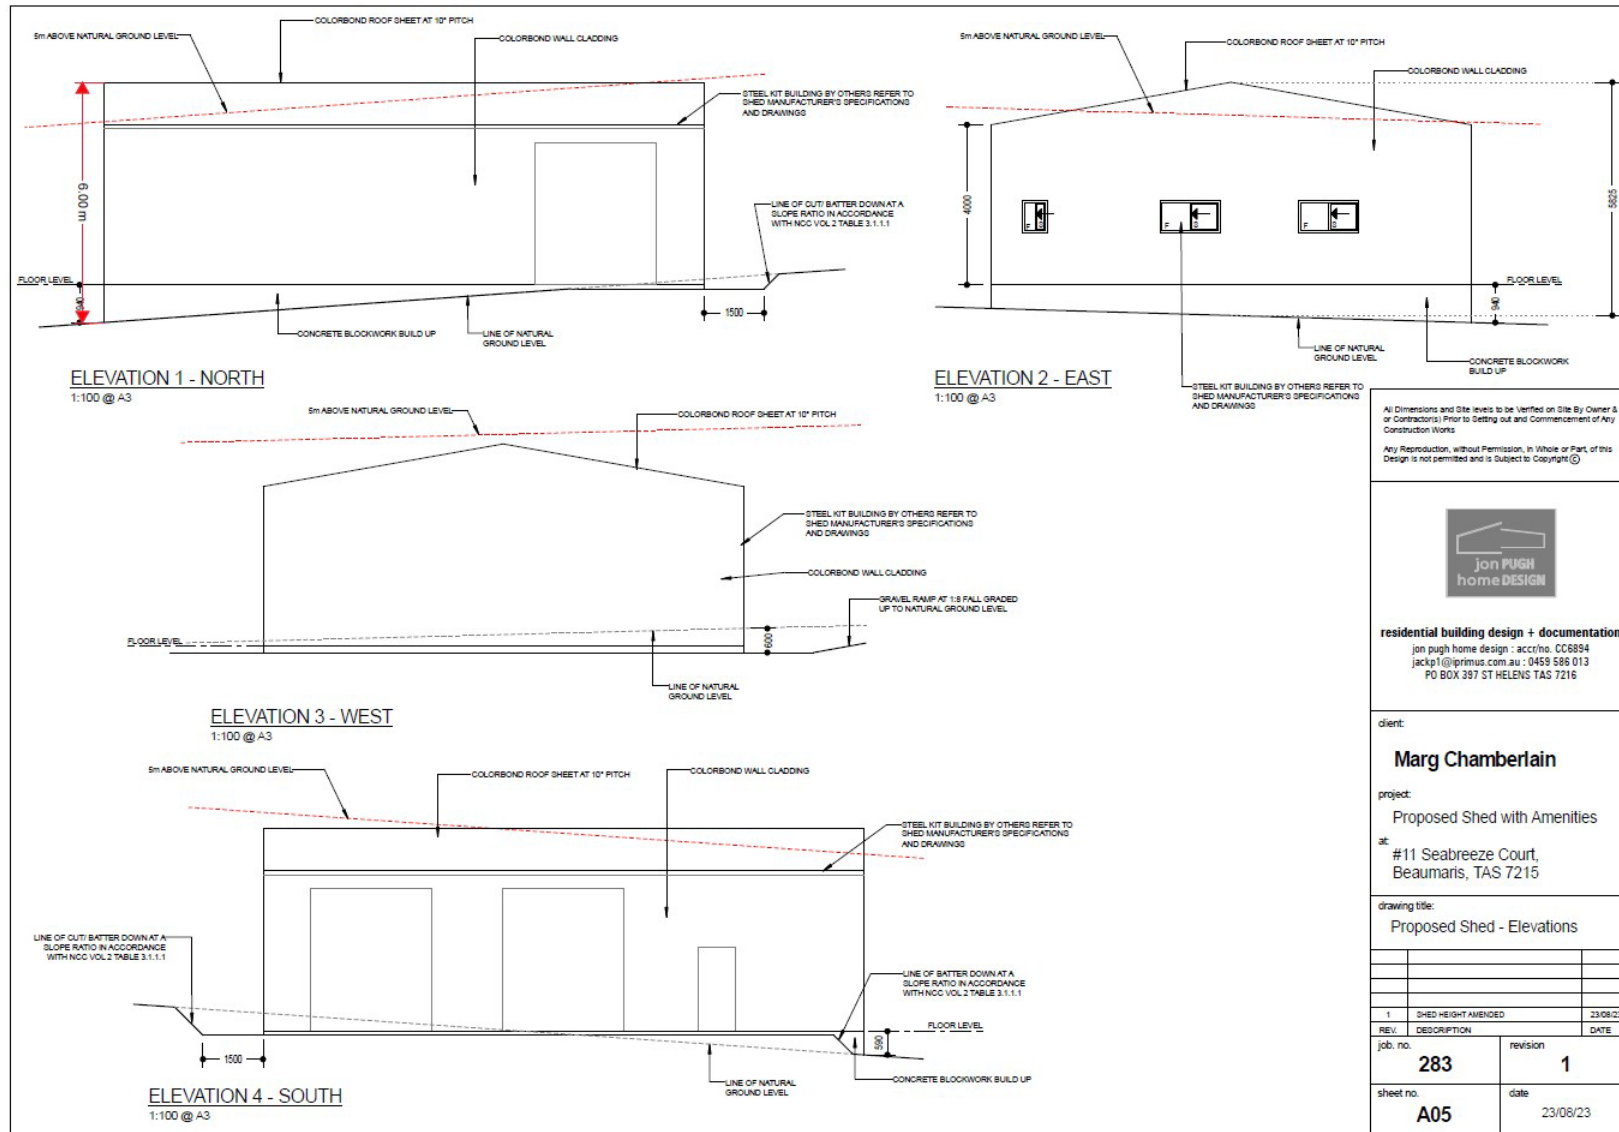 COLORBOND ROOF SHEET AT 10° PITCH
5m ABOVE NATURAL GROUND LEVEL
COLORBOND WALL CLADDING
STEEL KIT BUILDING BY OTHERS REFER TO
SHED MANUFACTURER'S SPECIFICATIONS
AND DRAWINGS
6.00 m
LINE OF CUT/ BATTER DOWN AT A
SLOPE RATIO IN ACCORDANCE
WITH NCC VOL 2 TABLE 3.1.1.1
FLOOR LEVEL
940
1500
CONCRETE BLOCKWORK BUILD UP
LINE OF NATURAL
GROUND LEVEL
ELEVATION 1 - NORTH
1:100 @ A3
5m ABOVE NATURAL GROUND LEVEL
COLORBOND ROOF SHEET AT 10° PITCH
COLORBOND WALL CLADDING
4000
5825
F
S
F
S
F
S
FLOOR LEVEL
940
LINE OF NATURAL
GROUND LEVEL
CONCRETE BLOCKWORK
BUILD UP
STEEL KIT BUILDING BY OTHERS REFER TO
SHED MANUFACTURER'S SPECIFICATIONS
AND DRAWINGS
ELEVATION 2 - EAST
1:100 @ A3
5m ABOVE NATURAL GROUND LEVEL
COLORBOND ROOF SHEET AT 10° PITCH
STEEL KIT BUILDING BY OTHERS REFER TO
SHED MANUFACTURER'S SPECIFICATIONS
AND DRAWINGS
COLORBOND WALL CLADDING
GRAVEL RAMP AT 1:8 FALL GRADED
UP TO NATURAL GROUND LEVEL
FLOOR LEVEL
600
LINE OF NATURAL
GROUND LEVEL
ELEVATION 3 - WEST
1:100 @ A3
5m ABOVE NATURAL GROUND LEVEL
COLORBOND ROOF SHEET AT 10° PITCH
COLORBOND WALL CLADDING
STEEL KIT BUILDING BY OTHERS REFER TO
SHED MANUFACTURER'S SPECIFICATIONS
AND DRAWINGS
LINE OF CUT/ BATTER DOWN AT A
SLOPE RATIO IN ACCORDANCE
WITH NCC VOL 2 TABLE 3.1.1.1
LINE OF BATTER DOWN AT A
SLOPE RATIO IN ACCORDANCE
WITH NCC VOL 2 TABLE 3.1.1.1
FLOOR LEVEL
590
1500
LINE OF NATURAL
GROUND LEVEL
CONCRETE BLOCKWORK BUILD UP
ELEVATION 4 - SOUTH
1:100 @ A3
All Dimensions and Site levels to be Verified on Site By Owner &
or Contractor(s) Prior to Setting out and Commencement of Any
Construction Works
Any Reproduction, without Permission, in Whole or Part, of this
Design is not permitted and is Subject to Copyright ©
jon PUGH
home DESIGN
residential building design + documentation
jon pugh home design : accr/no. CC6894
jackp1@iprimus.com.au : 0459 586 013
PO BOX 397 ST HELENS TAS 7216
client:
Marg Chamberlain
project:
Proposed Shed with Amenities
at:
#11 Seabreeze Court,
Beaumaris, TAS 7215
drawing title:
Proposed Shed - Elevations
1 SHED HEIGHT AMENDED 23/08/23
REV. DESCRIPTION DATE
job. no. revision
283 1
sheet no. date
A05 23/08/23